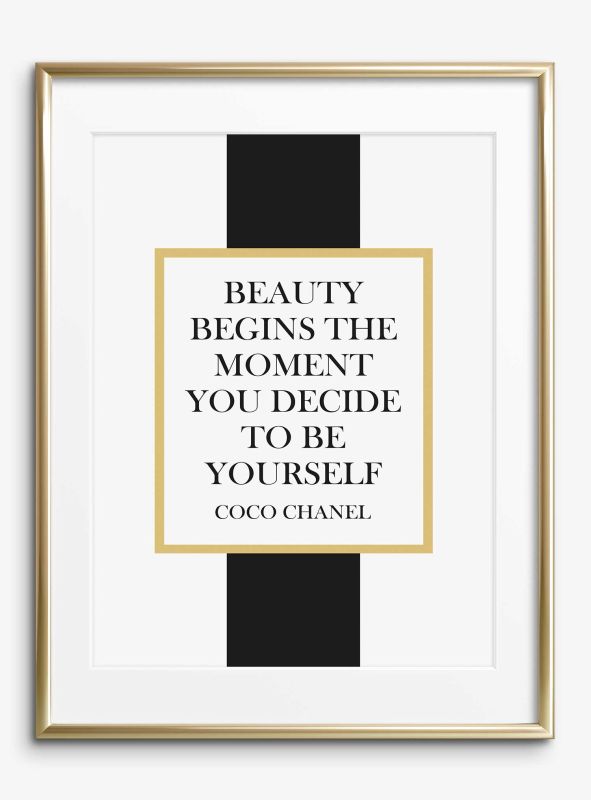 BEAUTY
BEGINS THE
MOMENT
YOU DECIDE
TO BE
YOURSELF
COCO CHANEL